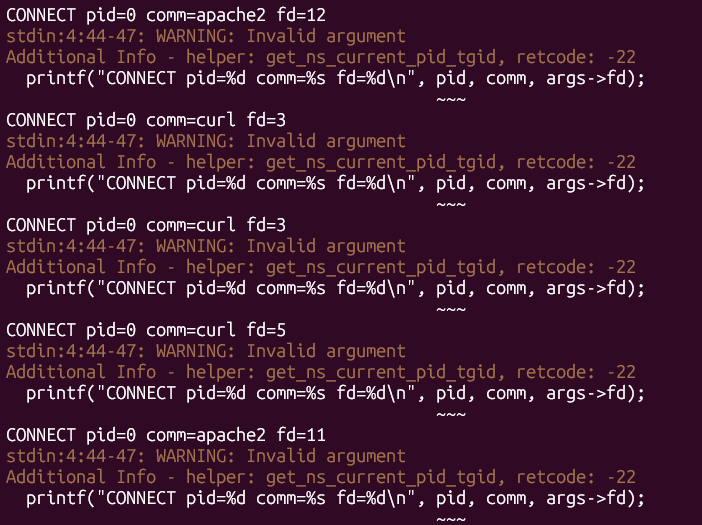 CONNECT pid=0 comm=apache2 fd=12
stdin:4:44-47: WARNING: Invalid argument
Additional Info - helper: get_ns_current_pid_tgid, retcode: -22
  printf("CONNECT pid=%d comm=%s fd=%d\n", pid, comm, args->fd);
                                           ~~~
CONNECT pid=0 comm=curl fd=3
stdin:4:44-47: WARNING: Invalid argument
Additional Info - helper: get_ns_current_pid_tgid, retcode: -22
  printf("CONNECT pid=%d comm=%s fd=%d\n", pid, comm, args->fd);
                                           ~~~
CONNECT pid=0 comm=curl fd=3
stdin:4:44-47: WARNING: Invalid argument
Additional Info - helper: get_ns_current_pid_tgid, retcode: -22
  printf("CONNECT pid=%d comm=%s fd=%d\n", pid, comm, args->fd);
                                           ~~~
CONNECT pid=0 comm=curl fd=5
stdin:4:44-47: WARNING: Invalid argument
Additional Info - helper: get_ns_current_pid_tgid, retcode: -22
  printf("CONNECT pid=%d comm=%s fd=%d\n", pid, comm, args->fd);
                                           ~~~
CONNECT pid=0 comm=apache2 fd=11
stdin:4:44-47: WARNING: Invalid argument
Additional Info - helper: get_ns_current_pid_tgid, retcode: -22
  printf("CONNECT pid=%d comm=%s fd=%d\n", pid, comm, args->fd);
                                           ~~~